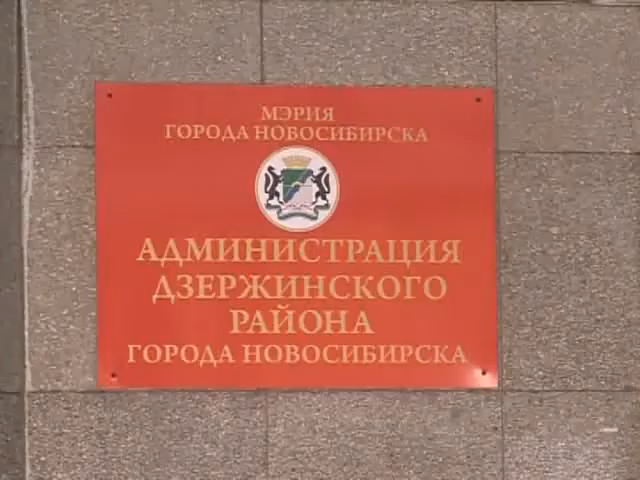 МЭРИЯ
ГОРОДА НОВОСИБИРСКА
АДМИНИСТРАЦИЯ
ДЗЕРЖИНСКОГО
РАЙОНА
ГОРОДА НОВОСИБИРСКА